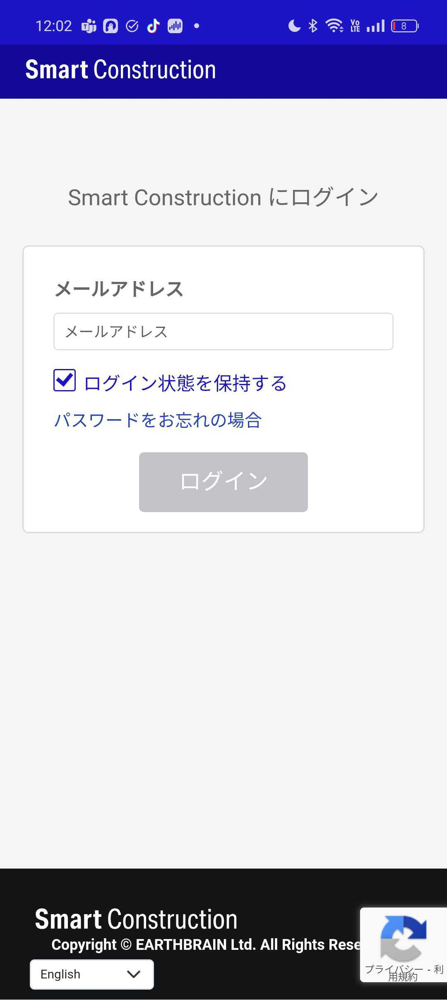 12:02
Vo
LTE
8
Smart Construction
Smart Construction にログイン
メールアドレス
メールアドレス
ログイン状態を保持する
パスワードをお忘れの場合
ログイン
Smart Construction
Copyright © EARTHBRAIN Ltd. All Rights Rese
English
プライバシー - 利
用規約